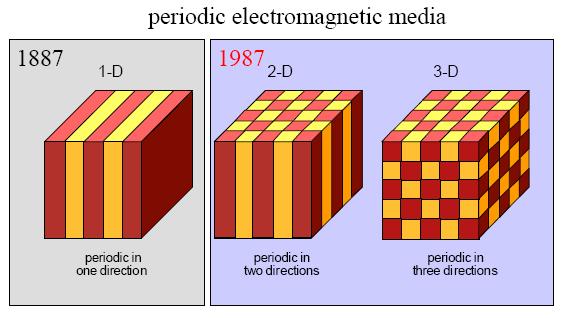 periodic electromagnetic media
1887
1-D
periodic in
one direction
1987
2-D
periodic in
two directions
3-D
periodic in
three directions